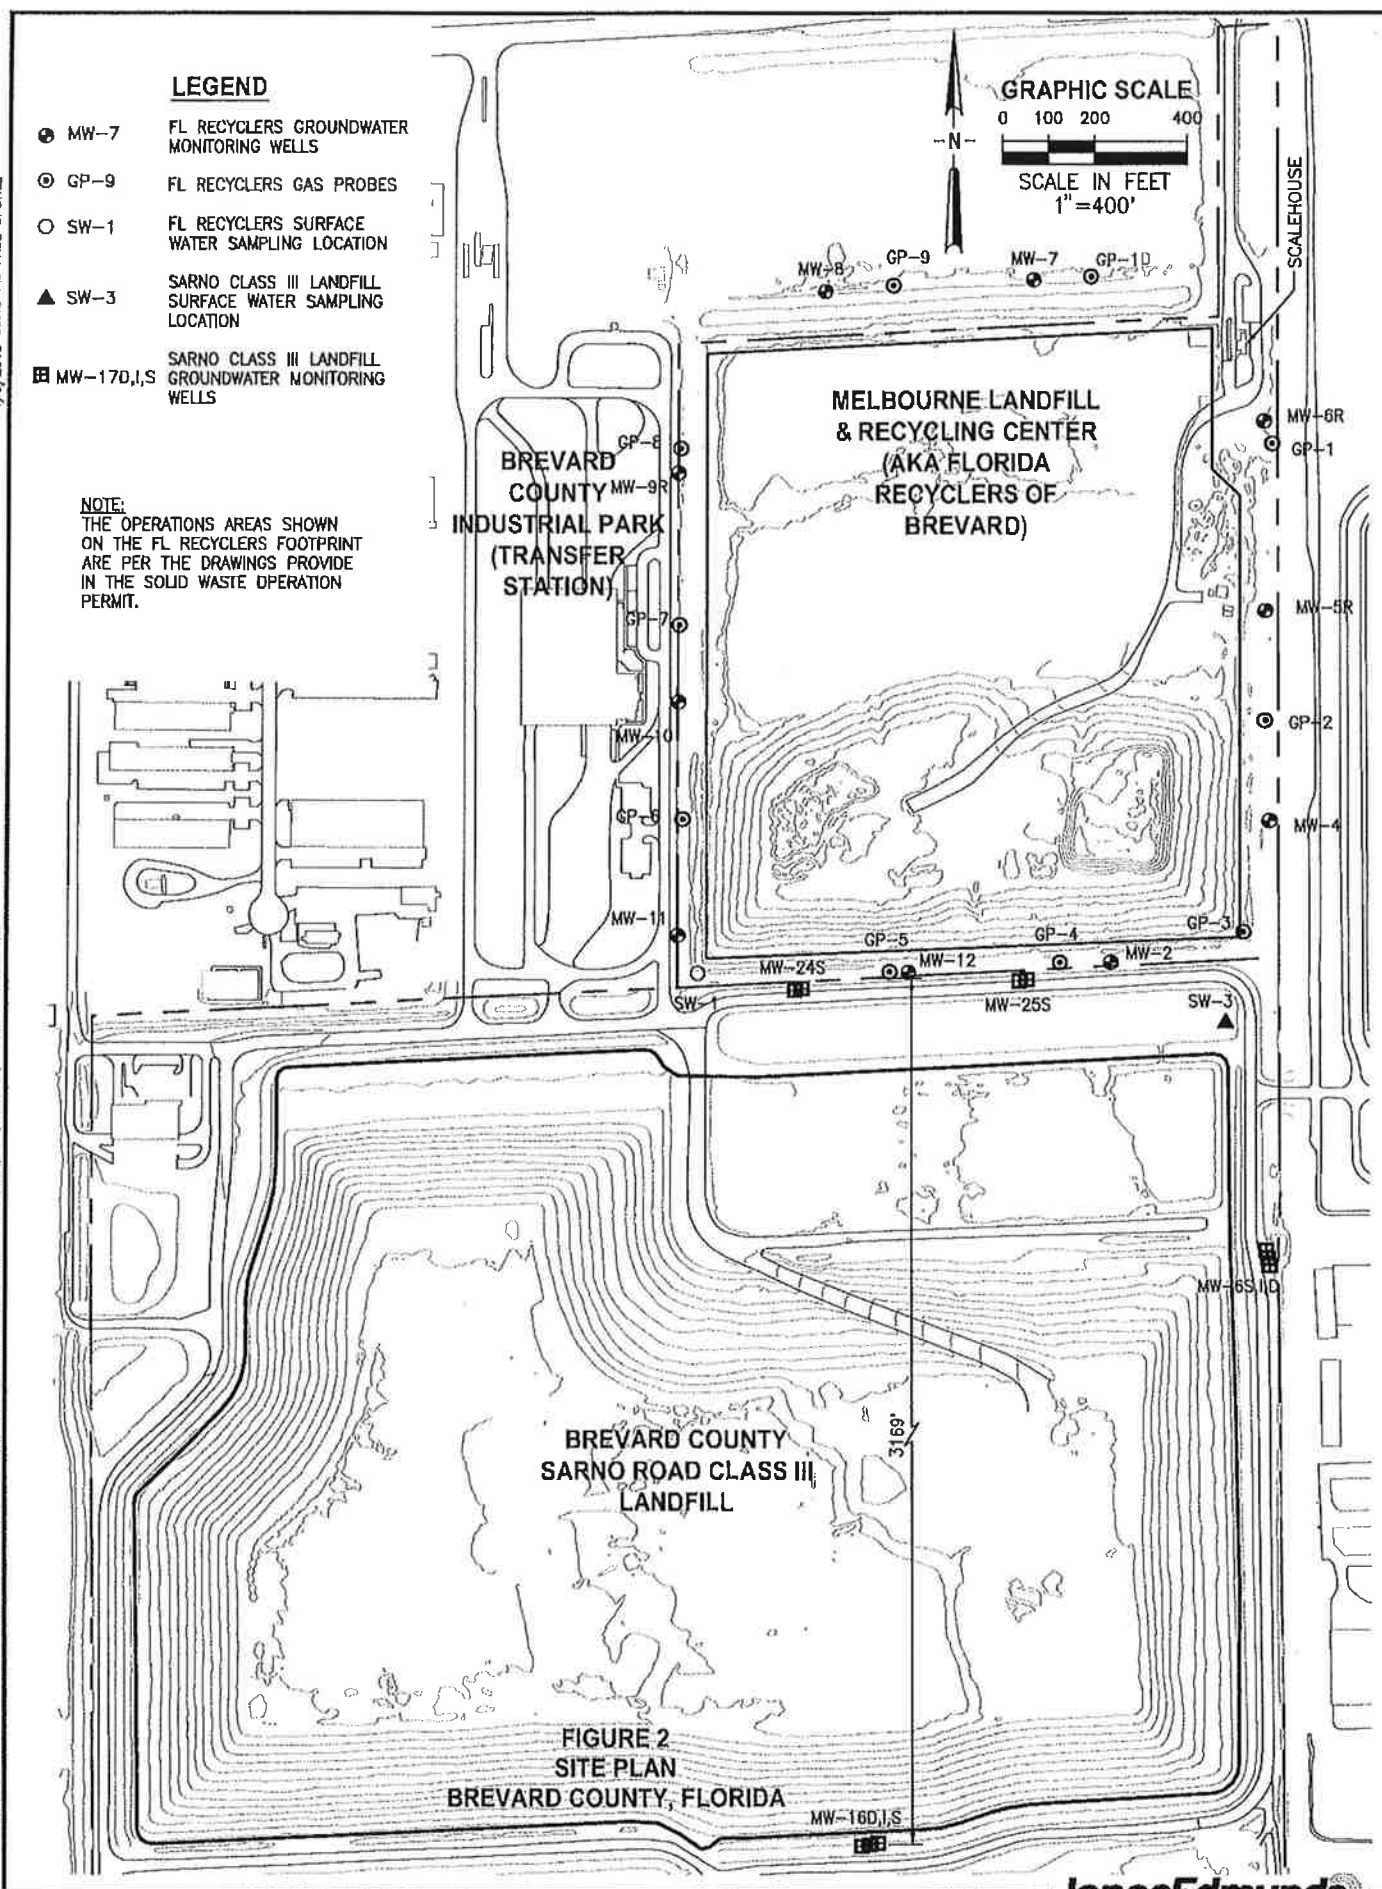 LEGEND
MW-7
FL RECYCLERS GROUNDWATER
MONITORING WELLS
GP-9
FL RECYCLERS GAS PROBES
SW-1
FL RECYCLERS SURFACE
WATER SAMPLING LOCATION
SW-3
SARNO CLASS III LANDFILL
SURFACE WATER SAMPLING
LOCATION
MW-17D,I,S
SARNO CLASS III LANDFILL
GROUNDWATER MONITORING
WELLS
NOTE:
THE OPERATIONS AREAS SHOWN
ON THE FL RECYCLERS FOOTPRINT
ARE PER THE DRAWINGS PROVIDE
IN THE SOLID WASTE OPERATION
PERMIT.
-N-
GRAPHIC SCALE
0 100 200 400
SCALE IN FEET
1"=400'
SCALEHOUSE
MW-8
GP-9
MW-7
GP-10
MELBOURNE LANDFILL
& RECYCLING CENTER
(AKA FLORIDA
RECYCLERS OF
BREVARD)
MW-6R
GP-1
GP-8
MW-9R
BREVARD
COUNTY
INDUSTRIAL PARK
(TRANSFER
STATION)
MW-5R
GP-7
GP-2
MW-10
GP-6
MW-4
MW-11
GP-3
GP-5
GP-4
MW-24S
MW-12
MW-2
SW-1
MW-25S
SW-3
MW-6S,I,D
3169'
BREVARD COUNTY
SARNO ROAD CLASS III
LANDFILL
FIGURE 2
SITE PLAN
BREVARD COUNTY, FLORIDA
MW-16D,I,S
JonesEdmunds